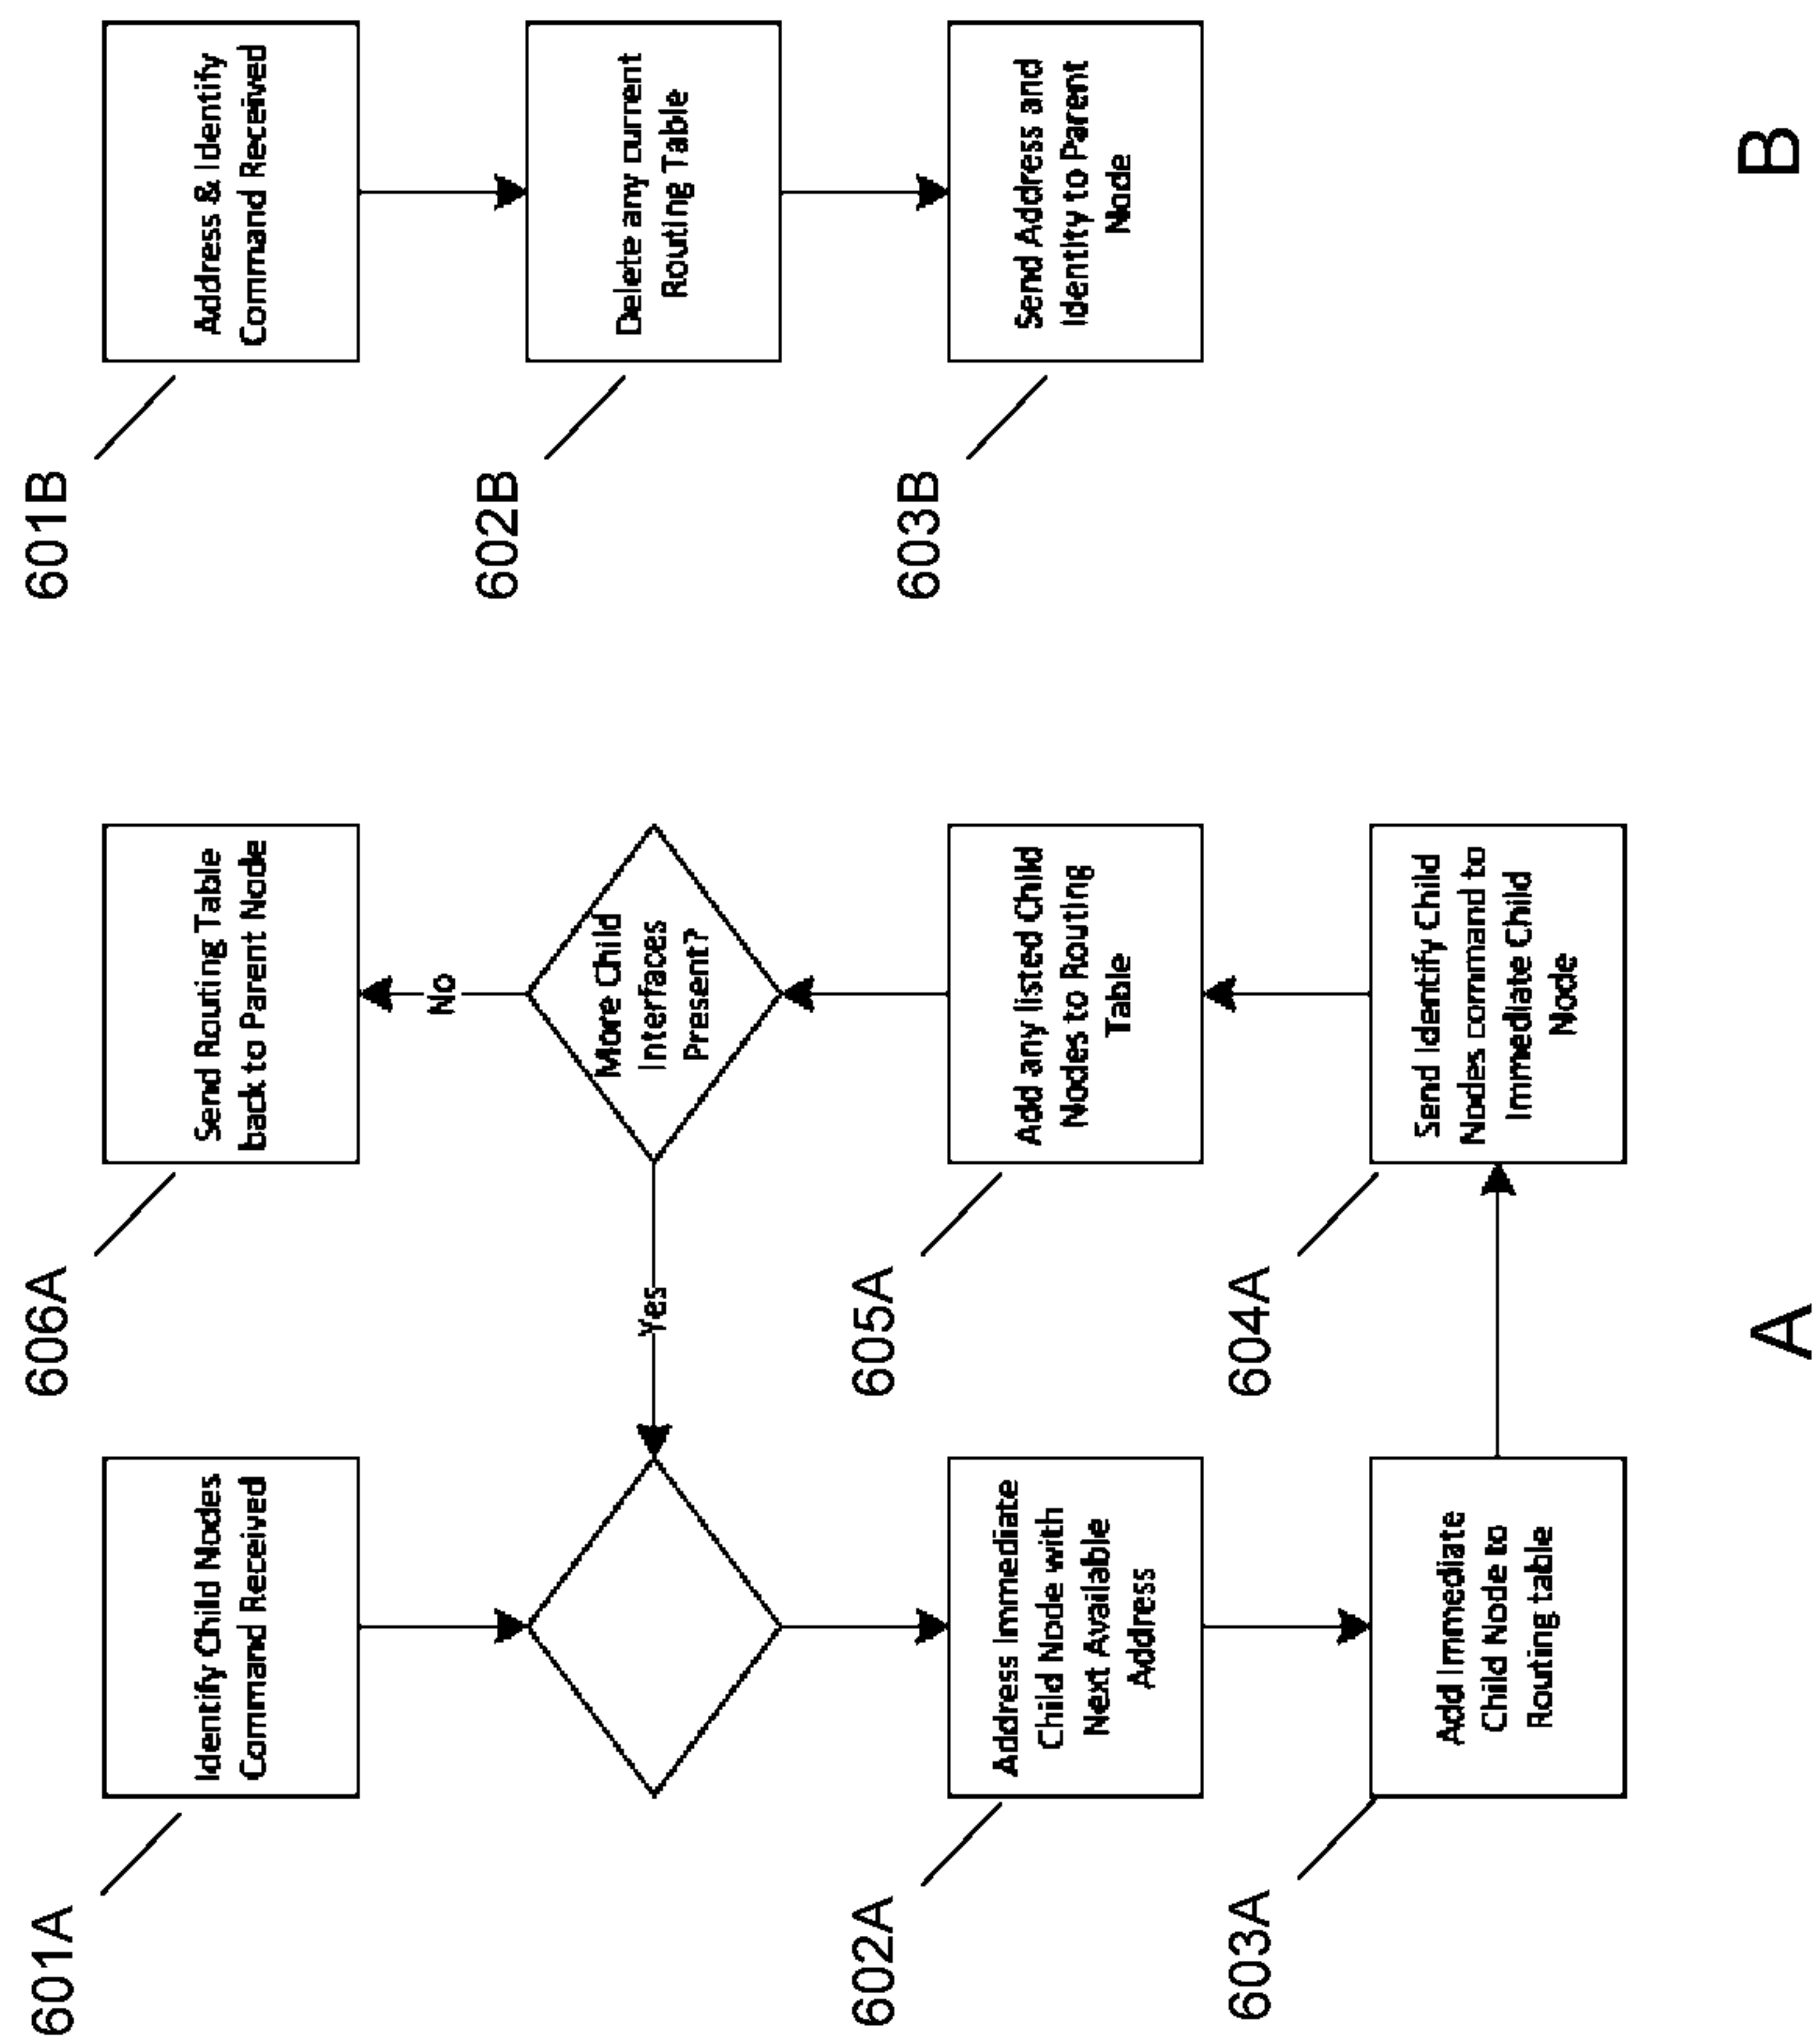 601A
Identify Child Nodes
Command Received
602A
Address Immediate
Child Node with
Next Available
Address
603A
Add Immediate
Child Node to
Routing table
604A
Send Identify Child
Nodes command to
Immediate Child
Node
605A
Add any listed Child
Nodes to Routing
Table
More Child
Interfaces
Present?
Yes
No
606A
Send Routing Table
back to Parent Node
A
601B
Address & Identify
Command Received
602B
Delete any current
Routing Table
603B
Send Address and
Identity to Parent
Node
B